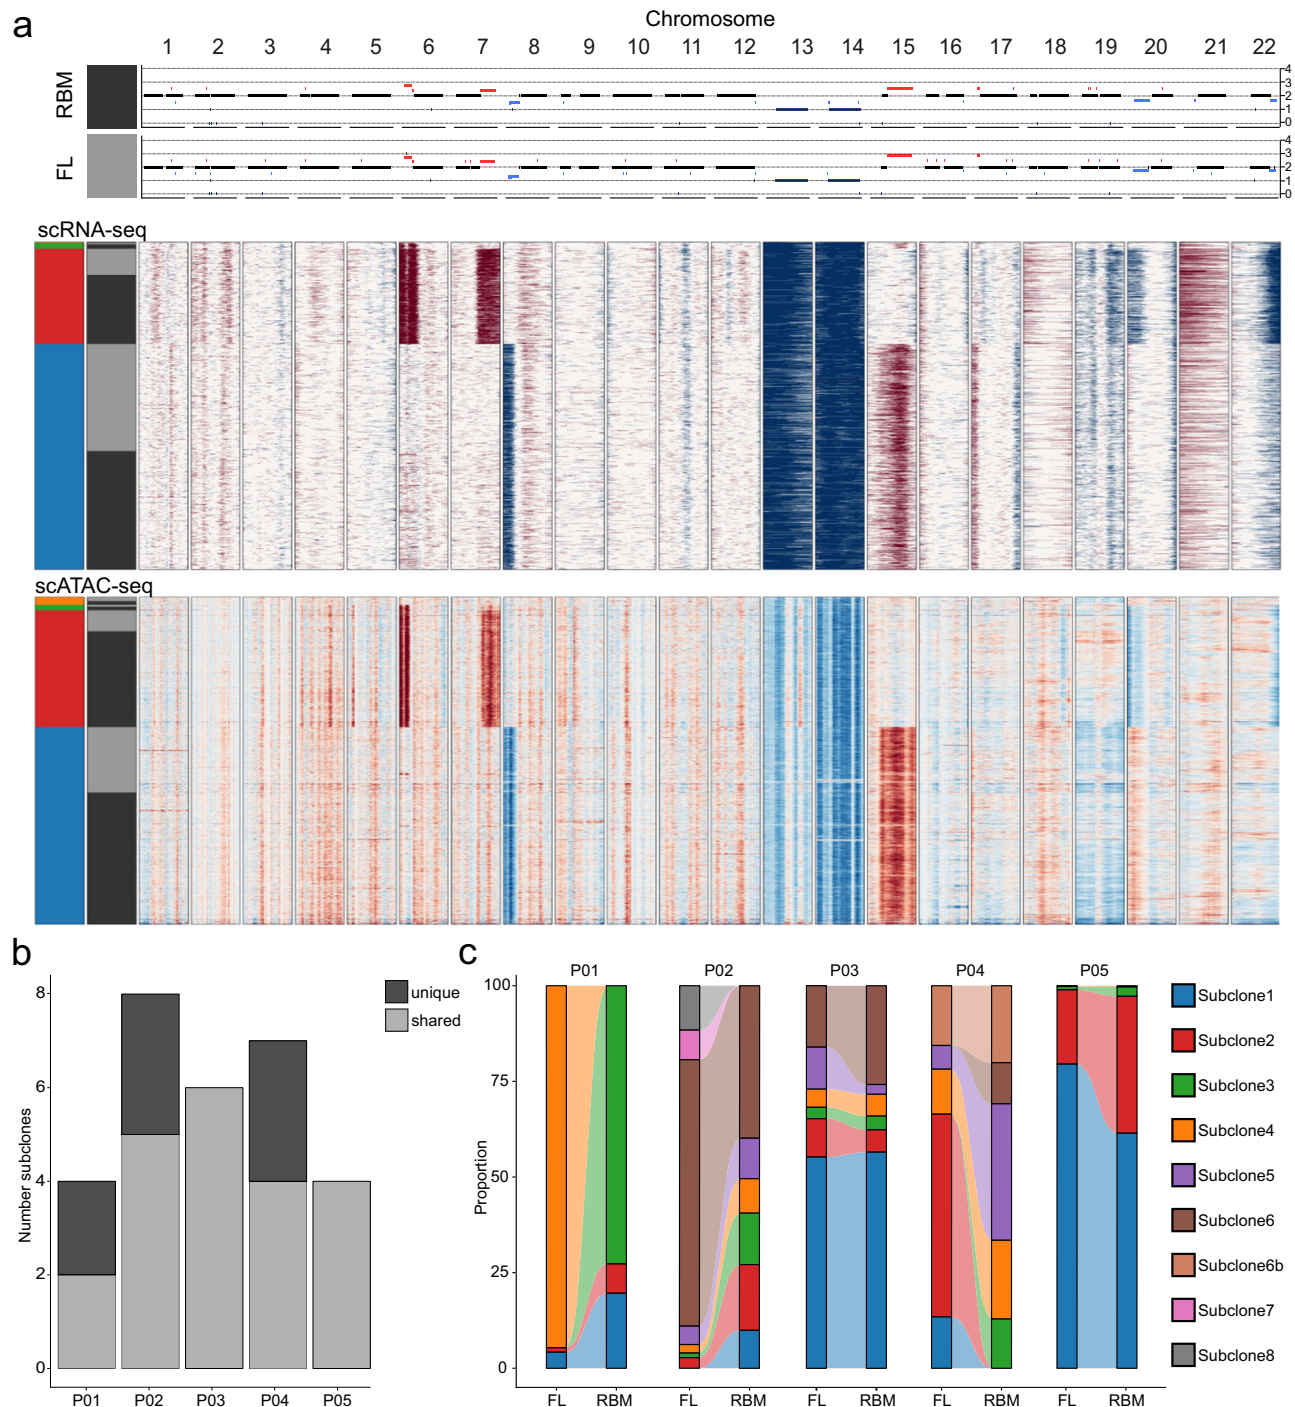 a
Chromosome
1 2 3 4 5 6 7 8 9 10 11 12 13 14 15 16 17 18 19 20 21 22
RBM
4
3
2
1
0
FL
4
3
2
1
0
scRNA-seq
scATAC-seq
b
Number subclones
8
6
4
2
0
P01 P02 P03 P04 P05
unique
shared
c
P01 P02 P03 P04 P05
Proportion
100
75
50
25
0
FL RBM FL RBM FL RBM FL RBM FL RBM
Subclone1
Subclone2
Subclone3
Subclone4
Subclone5
Subclone6
Subclone6b
Subclone7
Subclone8